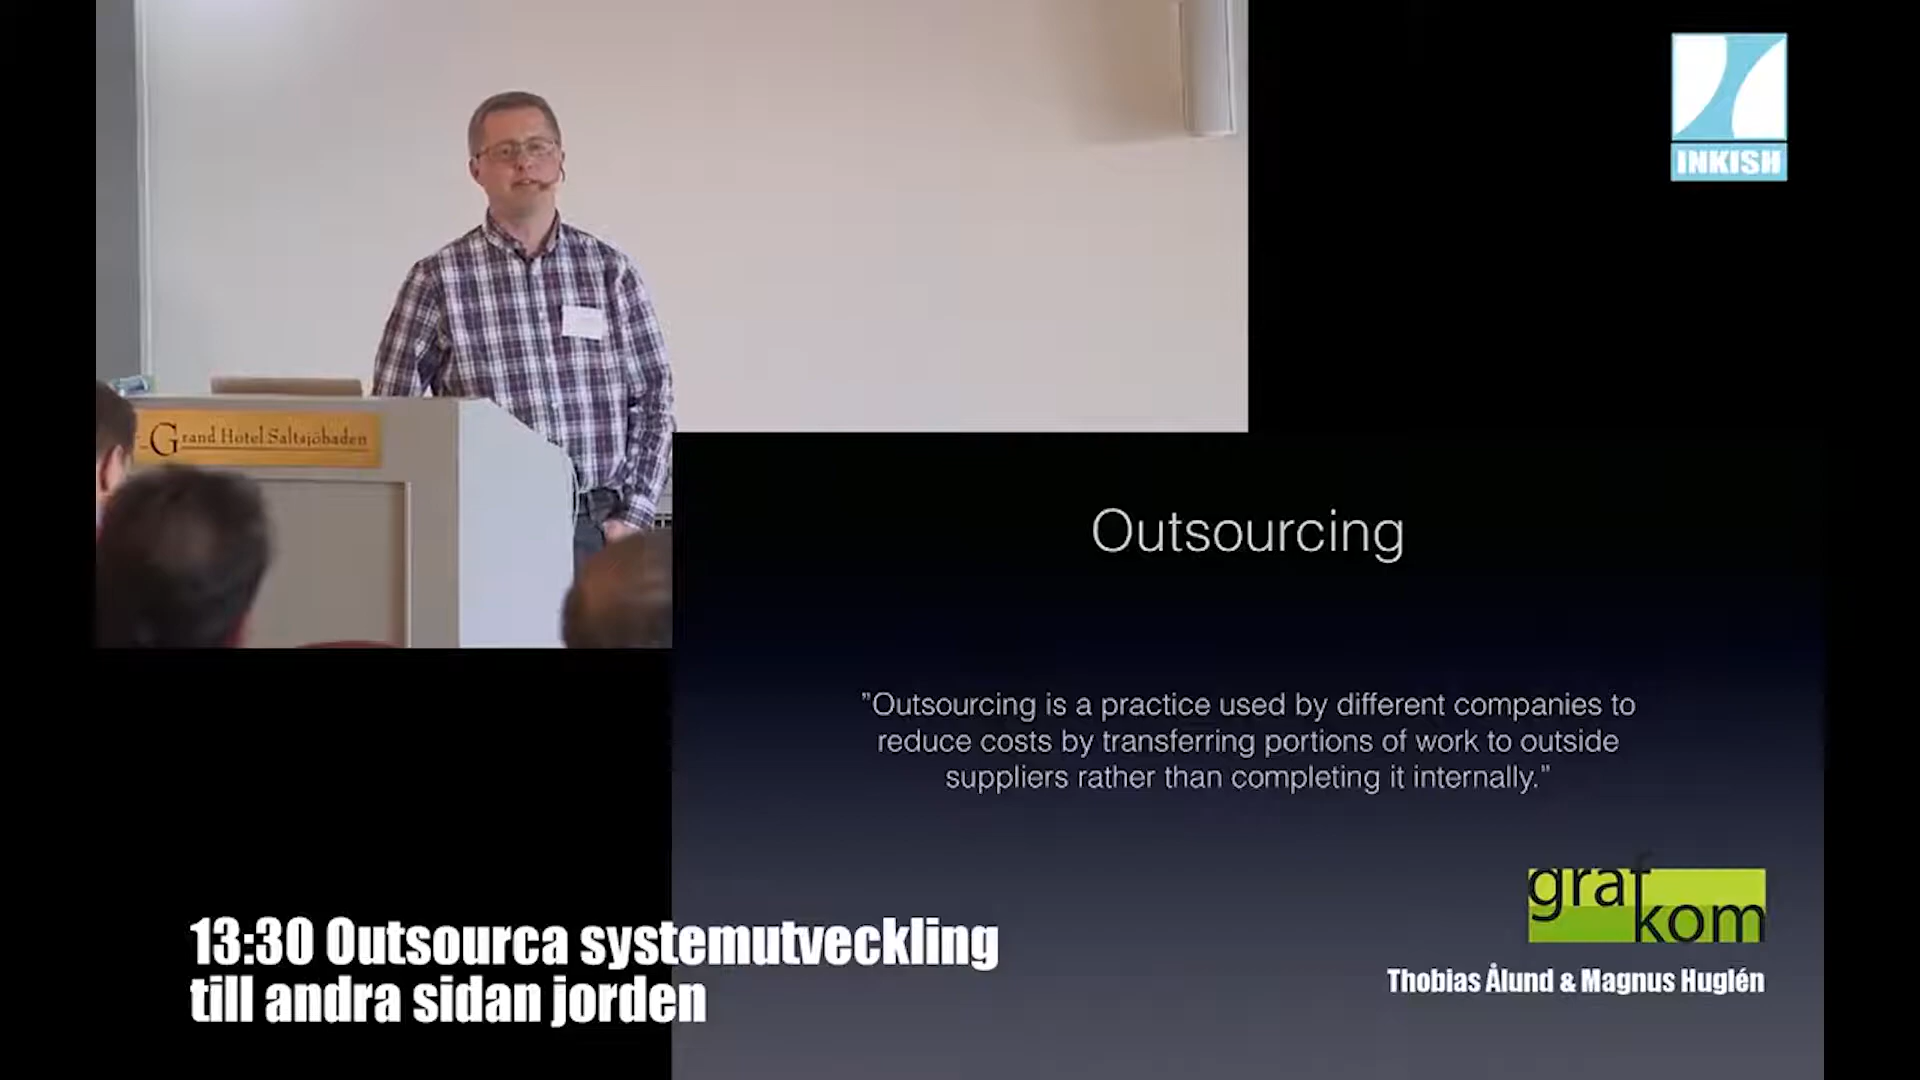 INKISH
Grand Hotel Saltsjöbaden
Outsourcing
"Outsourcing is a practice used by different companies to
reduce costs by transferring portions of work to outside
suppliers rather than completing it internally."
graf
kom
13:30 Outsourca systemutveckling
till andra sidan jorden
Thobias Ålund & Magnus Huglén